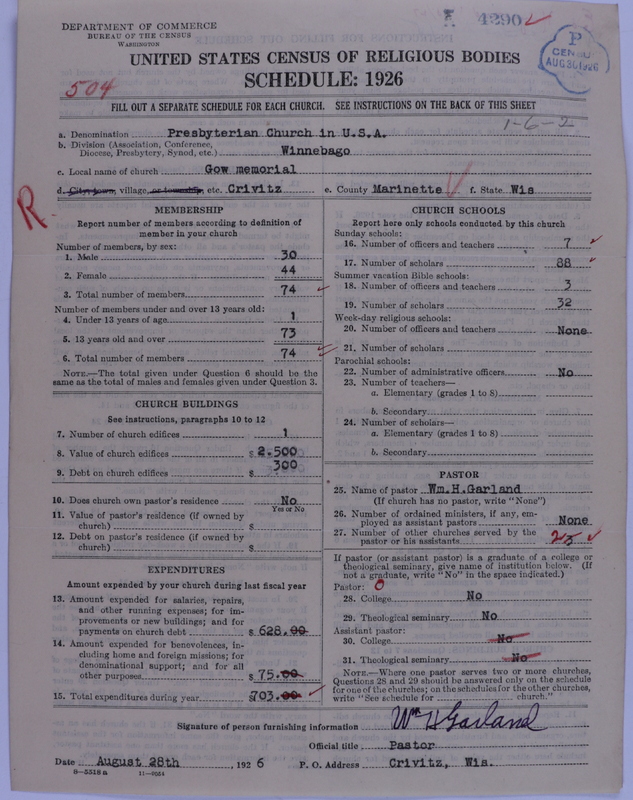 DEPARTMENT OF COMMERCE
BUREAU OF THE CENSUS
WASHINGTON
4290
P
CENSUS
AUG 30 1926
UNITED STATES CENSUS OF RELIGIOUS BODIES
SCHEDULE: 1926
504
FILL OUT A SEPARATE SCHEDULE FOR EACH CHURCH. SEE INSTRUCTIONS ON THE BACK OF THIS SHEET
1-6-2
a. Denomination Presbyterian Church in U.S.A.
b. Division (Association, Conference,
Diocese, Presbytery, Synod, etc.) Winnebago
c. Local name of church Gow memorial
d. City, town, village, or township, etc. Crivitz e. County Marinette f. State Wis
R
MEMBERSHIP
Report number of members according to definition of
member in your church
Number of members, by sex:
1. Male 30
2. Female 44
3. Total number of members 74
Number of members under and over 13 years old:
4. Under 13 years of age 1
5. 13 years old and over 73
6. Total number of members 74
NOTE.—The total given under Question 6 should be the
same as the total of males and females given under Question 3.
CHURCH BUILDINGS
See instructions, paragraphs 10 to 12
7. Number of church edifices 1
8. Value of church edifices $ 2.500
9. Debt on church edifices $ 300
10. Does church own pastor's residence No
Yes or No
11. Value of pastor's residence (if owned by
church) $
12. Debt on pastor's residence (if owned by
church) $
EXPENDITURES
Amount expended by your church during last fiscal year
13. Amount expended for salaries, repairs,
and other running expenses; for im-
provements or new buildings; and for
payments on church debt $ 628.00
14. Amount expended for benevolences, in-
cluding home and foreign missions; for
denominational support; and for all
other purposes $ 75.00
15. Total expenditures during year $703.00
CHURCH SCHOOLS
Report here only schools conducted by this church
Sunday schools:
16. Number of officers and teachers 7
17. Number of scholars 88
Summer vacation Bible schools:
18. Number of officers and teachers 3
19. Number of scholars 32
Week-day religious schools:
20. Number of officers and teachers None
21. Number of scholars
Parochial schools:
22. Number of administrative officers No
23. Number of teachers—
a. Elementary (grades 1 to 8)
b. Secondary
24. Number of scholars—
a. Elementary (grades 1 to 8)
b. Secondary
PASTOR
25. Name of pastor Wm.H.Garland
(If church has no pastor, write "None")
26. Number of ordained ministers, if any, em-
ployed as assistant pastors None
27. Number of other churches served by the
pastor or his assistants 2
If pastor (or assistant pastor) is a graduate of a college or
theological seminary, give name of institution below. (If
not a graduate, write "No" in the space indicated.)
Pastor: 0
28. College No
29. Theological seminary No
Assistant pastor:
30. College No
31. Theological seminary No
NOTE.—Where one pastor serves two or more churches,
Questions 28 and 29 should be answered only on the schedule
for one of the churches; on the schedules for the other churches,
write "See schedule for church."
Signature of person furnishing information Wm H Garland
Official title Pastor
Date August 28th, 1926 P. O. Address Crivitz, Wis.
8-5518a 11-9554